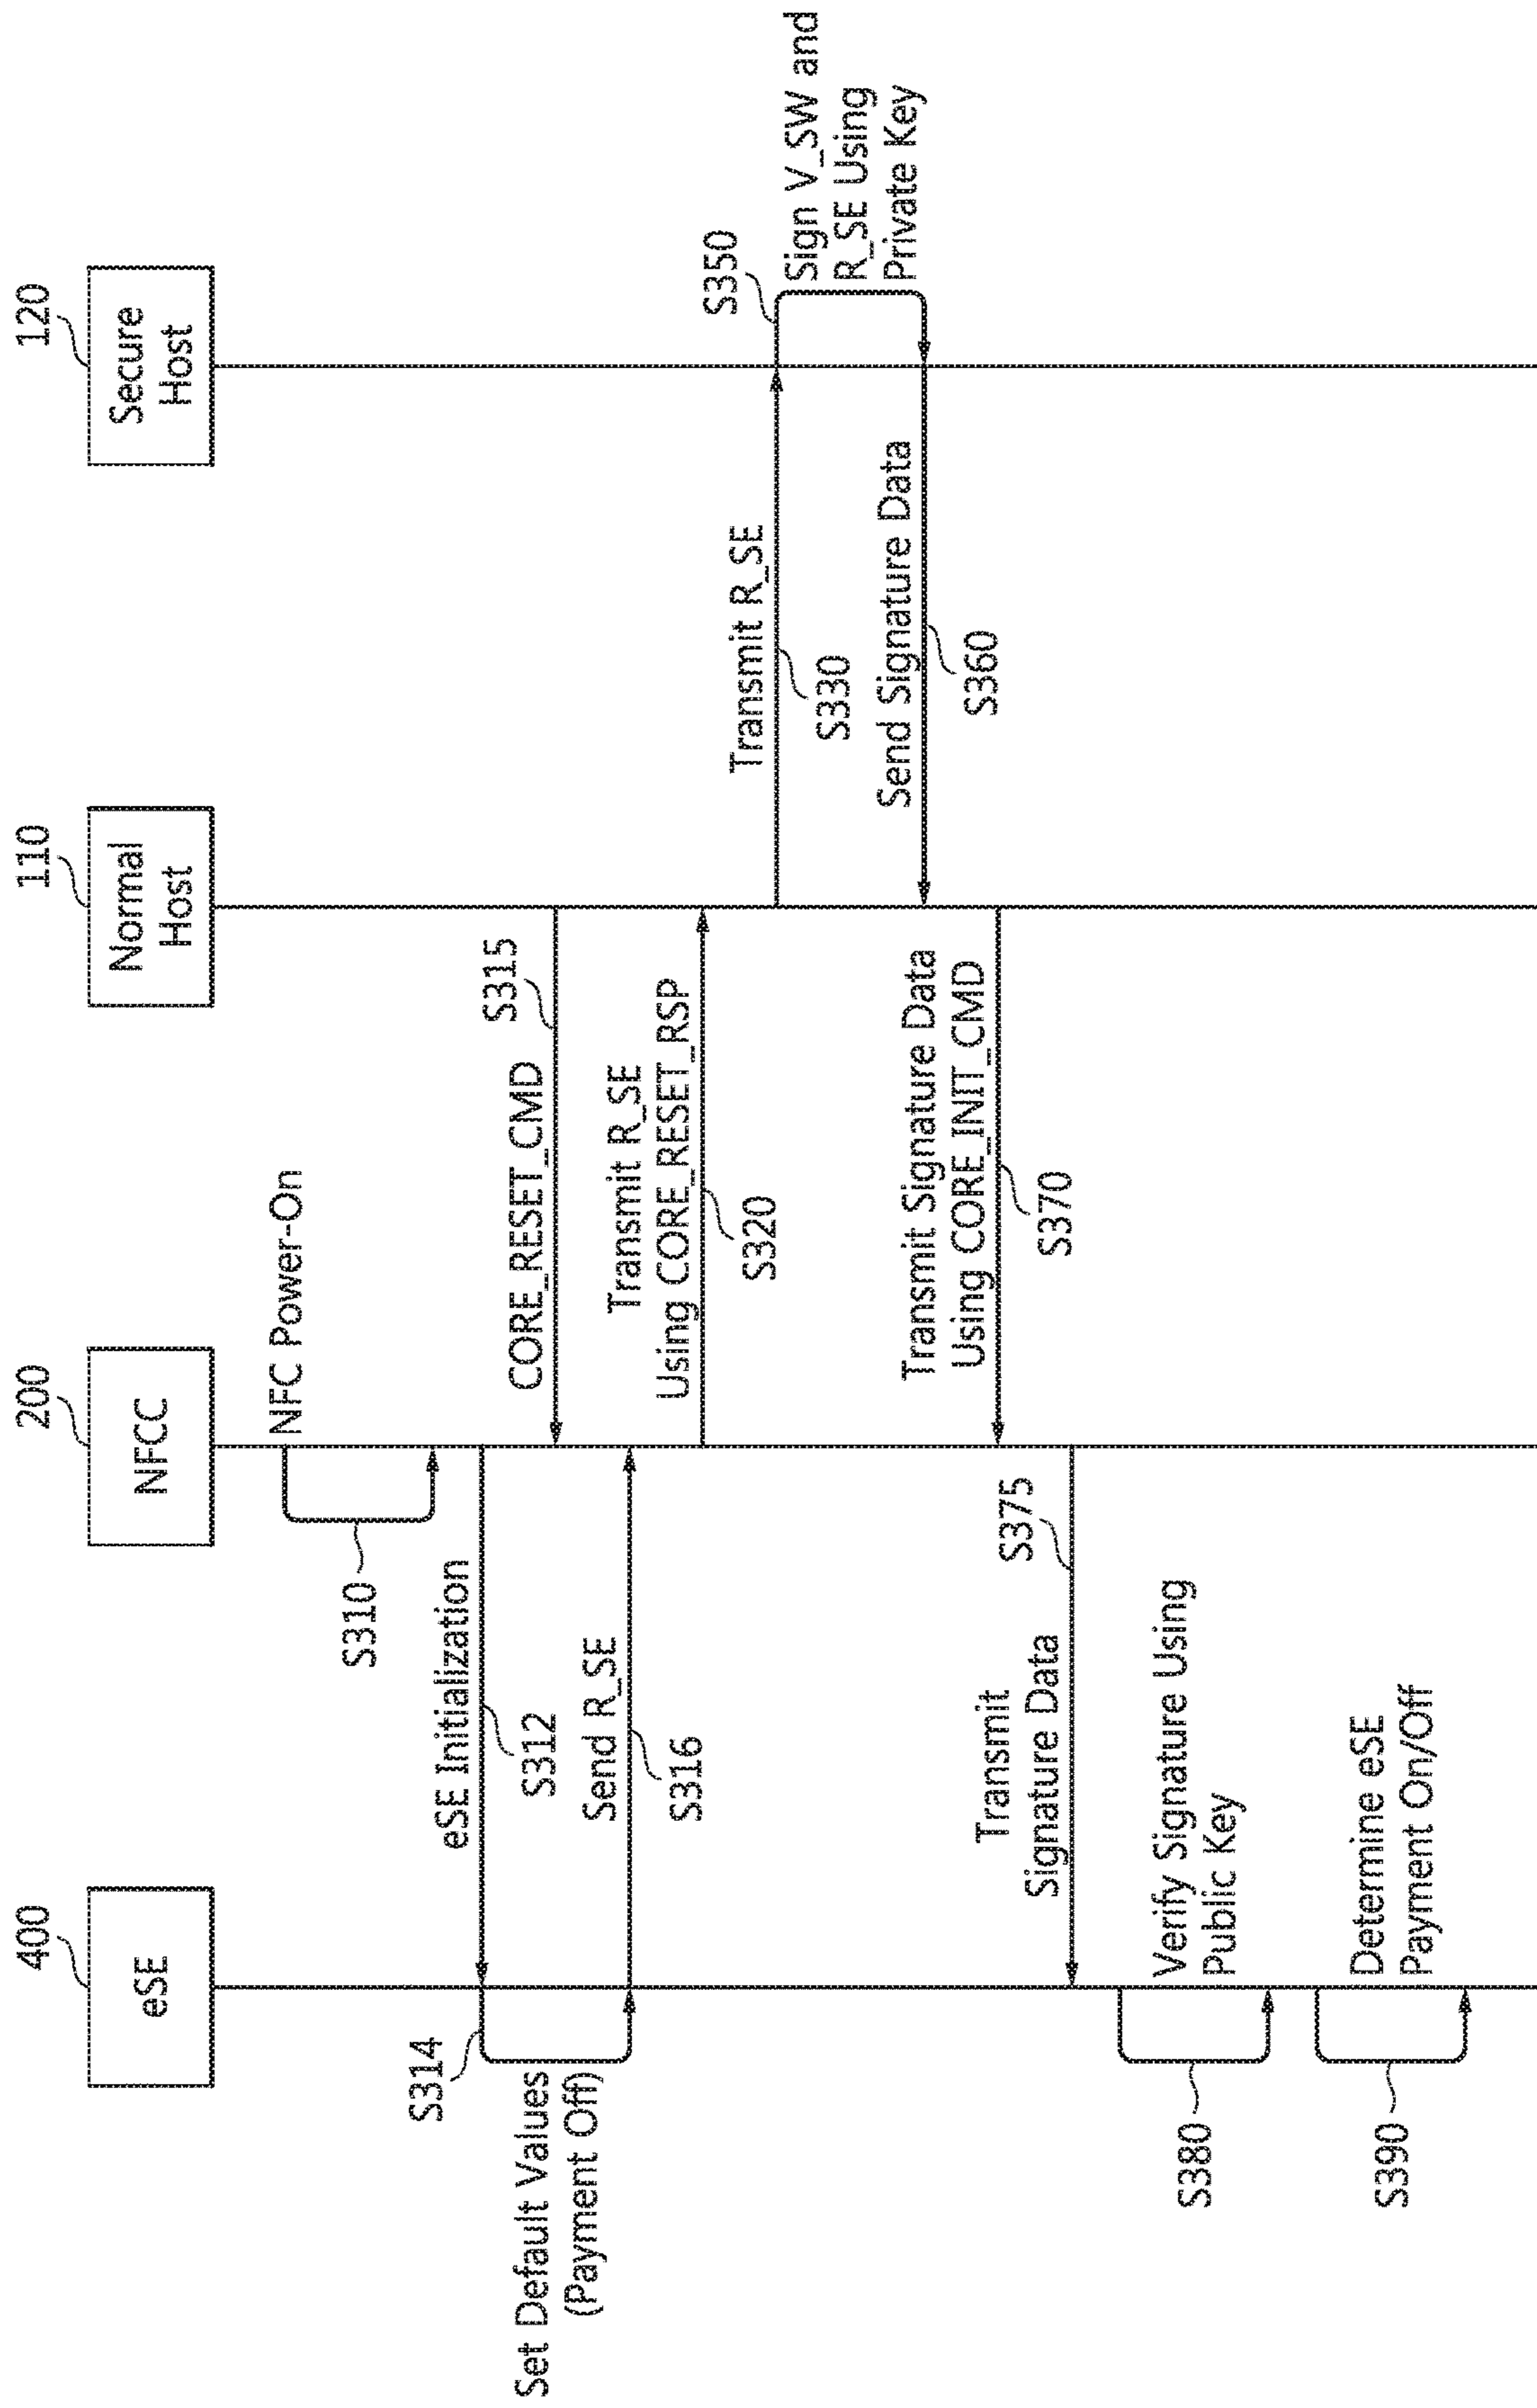 400
eSE
200
NFCC
110
Normal
Host
120
Secure
Host
NFC Power-On
S310
eSE Initialization
S312
S314
Set Default Values
(Payment Off)
S315
CORE_RESET_CMD
Send R_SE
S316
Transmit R_SE
Using CORE_RESET_RSP
S320
Transmit R_SE
S330
S350
Sign V_SW and
R_SE Using
Private Key
Send Signature Data
S360
Transmit Signature Data
Using CORE_INIT_CMD
S370
S375
Transmit
Signature Data
Verify Signature Using
Public Key
S380
Determine eSE
Payment On/Off
S390